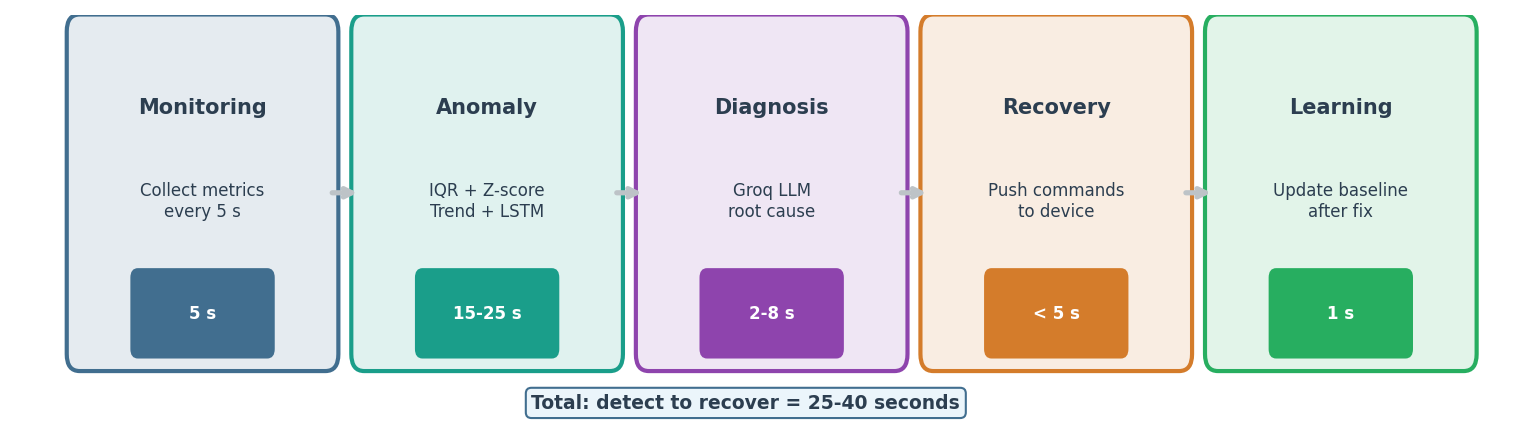 Monitoring
Collect metrics
every 5 s
5 s
Anomaly
IQR + Z-score
Trend + LSTM
15-25 s
Diagnosis
Groq LLM
root cause
2-8 s
Recovery
Push commands
to device
< 5 s
Learning
Update baseline
after fix
1 s
Total: detect to recover = 25-40 seconds